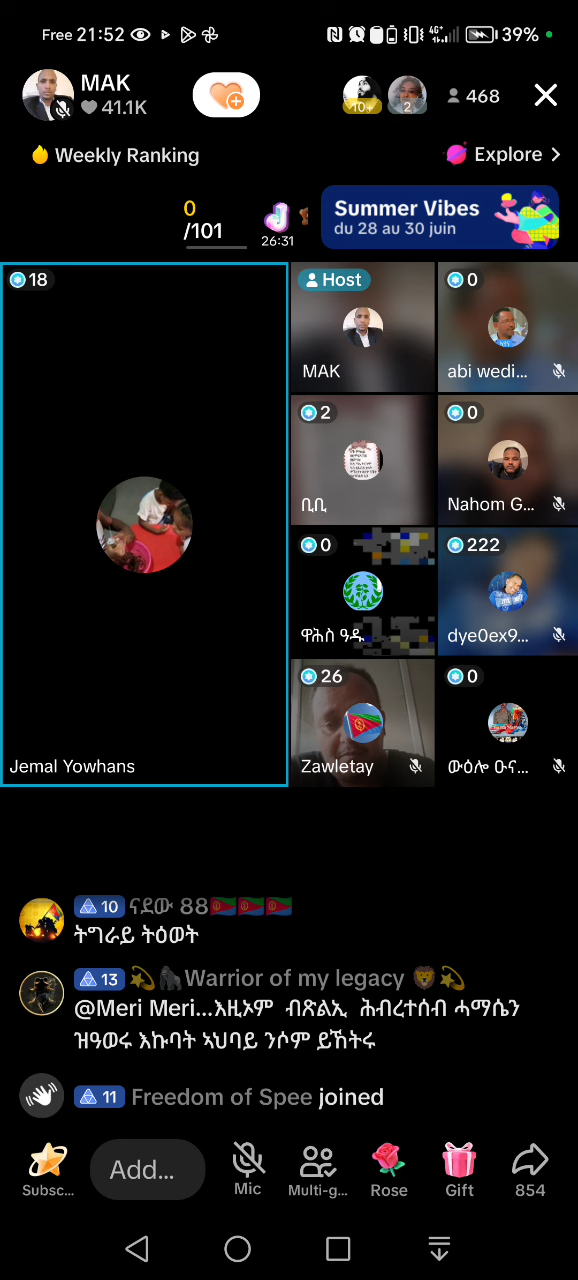 Free 21:52
4G+
39%
MAK
41.1K
10+
2
468
Weekly Ranking
Explore
0
/101
26:31
Summer Vibes
du 28 au 30 juin
18
Host
MAK
0
abi wedi...
2
ቢቢ
0
Nahom G...
0
ዋሕስ ዓዱ
222
dye0ex9...
Jemal Yowhans
26
Zawletay
0
ውዕሎ ዑና...
10 ናደው 88🇪🇷🇪🇷🇪🇷
ትግራይ ትዕወት
13 💫🦍Warrior of my legacy 🦁💫
@Meri Meri...እዚኦም ብጽልኢ ሕብረተሰብ ሓማሴን
ዝዓወሩ እኩባት ኣህባይ ንሶም ይኸትሩ
11 Freedom of Spee joined
Subsc...
Add...
Mic
Multi-g...
Rose
Gift
854